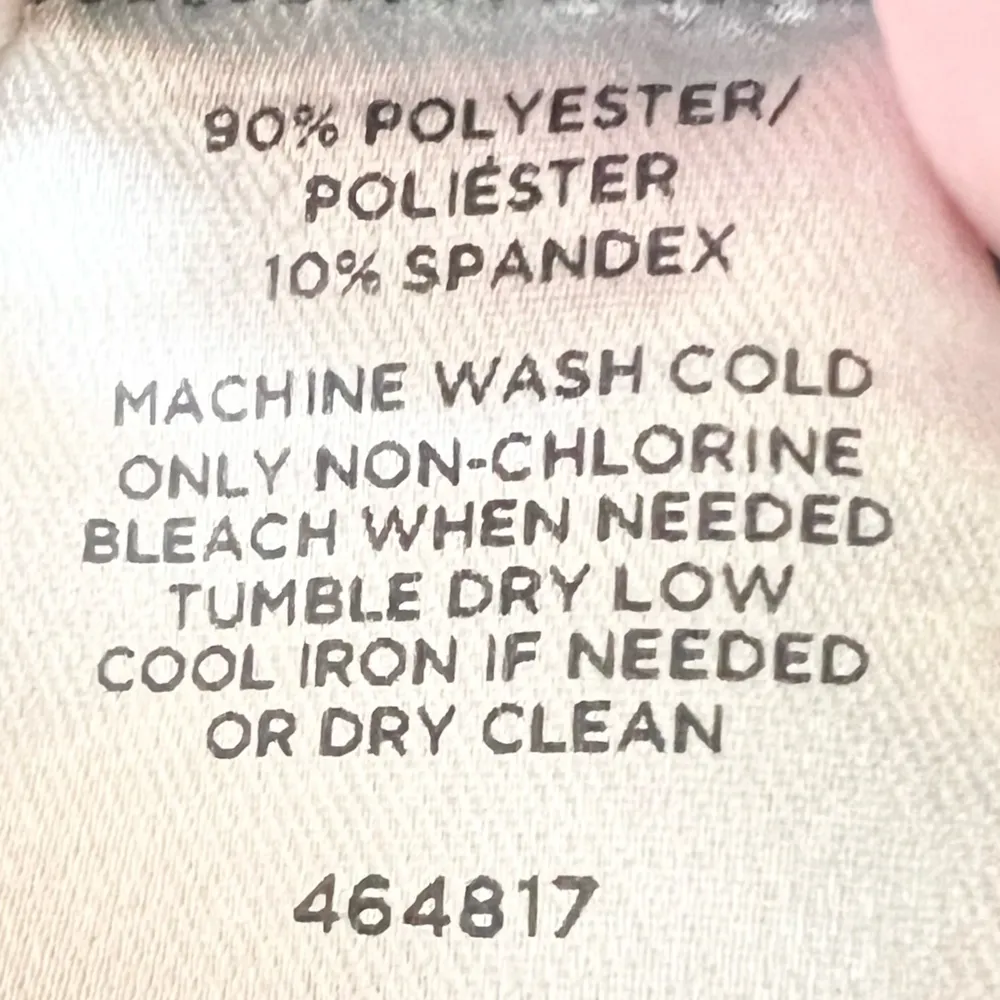 90% POLYESTER/
POLIÉSTER
10% SPANDEX
MACHINE WASH COLD
ONLY NON-CHLORINE
BLEACH WHEN NEEDED
TUMBLE DRY LOW
COOL IRON IF NEEDED
OR DRY CLEAN
464817